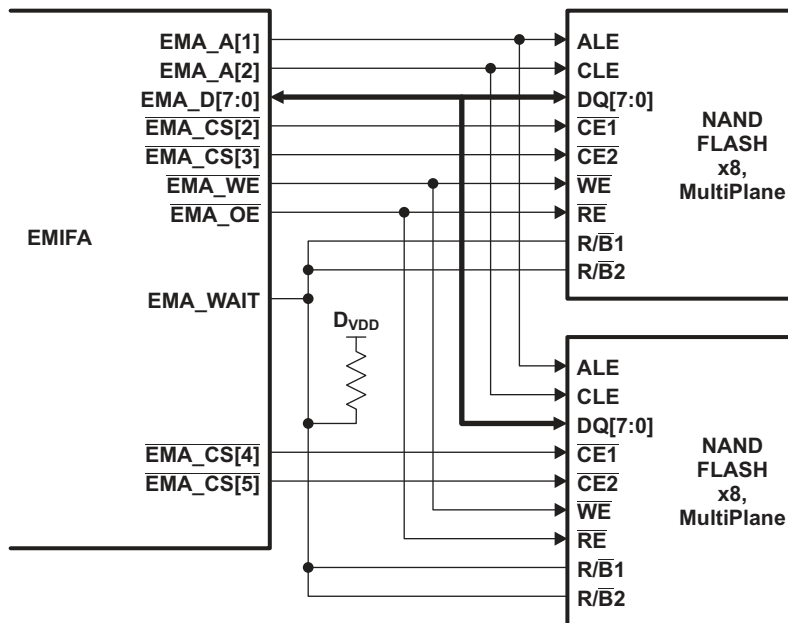 EMIFA
EMA_A[1]
EMA_A[2]
EMA_D[7:0]
EMA_CS[2]
EMA_CS[3]
EMA_WE
EMA_OE
EMA_WAIT
EMA_CS[4]
EMA_CS[5]
DVDD
ALE
CLE
DQ[7:0]
CE1
CE2
WE
RE
R/B1
R/B2
NAND
FLASH
x8,
MultiPlane
ALE
CLE
DQ[7:0]
CE1
CE2
WE
RE
R/B1
R/B2
NAND
FLASH
x8,
MultiPlane